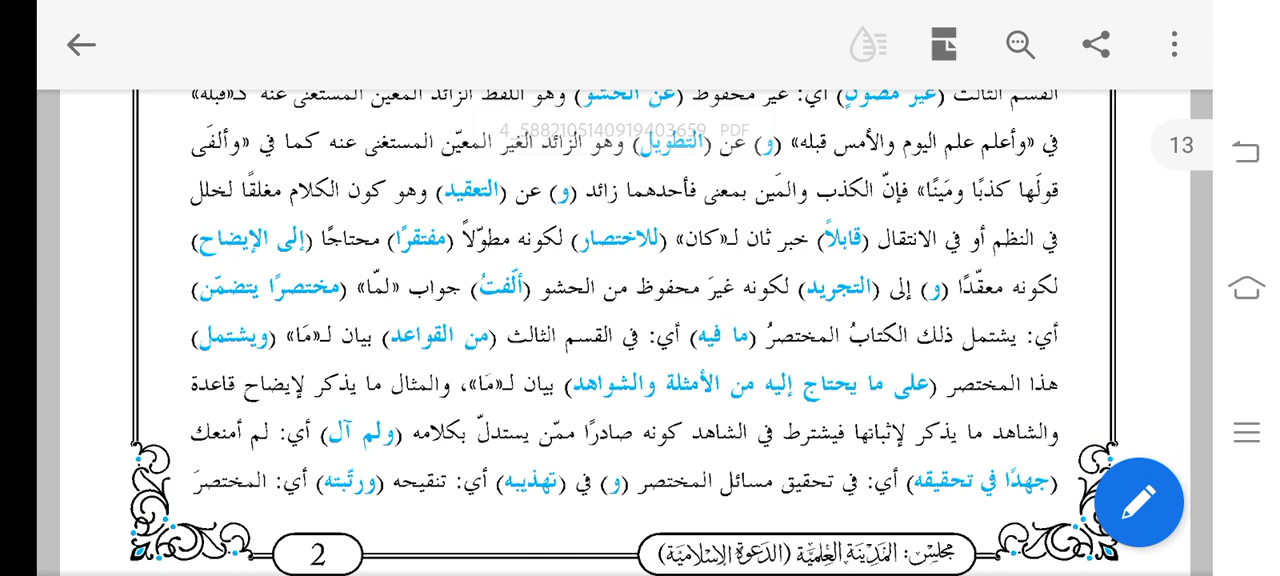 القسم الثالث (غير مصونٍ) أي: غير محفوظ (عن الحشو) وهو اللفظ الزائد المعين المستغنى عنه كـ«قبله»
4_5882105140919403659 PDF
13
في «وأعلم علم اليوم والأمس قبله» (و) عن (التطويل) وهو الزائد الغير المعيّن المستغنى عنه كما في «وألفَى
قولَها كذبًا ومَينًا» فإنّ الكذب والمَين بمعنى فأحدهما زائد (و) عن (التعقيد) وهو كون الكلام مغلقًا لخلل
في النظم أو في الانتقال (قابلاً) خبر ثان لـ«كان» (للاختصار) لكونه مطوّلاً (مفتقرًا) محتاجًا (إلى الإيضاح)
لكونه معقّدًا (و) إلى (التجريد) لكونه غيرَ محفوظ من الحشو (ألّفتُ) جواب «لمّا» (مختصرًا يتضمّن)
أي: يشتمل ذلك الكتابُ المختصرُ (ما فيه) أي: في القسم الثالث (من القواعد) بيان لـ«مَا» (ويشتمل)
هذا المختصر (على ما يحتاج إليه من الأمثلة والشواهد) بيان لـ«مَا»، والمثال ما يذكر لإيضاح قاعدة
والشاهد ما يذكر لإثباتها فيشترط في الشاهد كونه صادرًا ممّن يستدلّ بكلامه (ولم آل) أي: لم أمنعك
(جهدًا في تحقيقه) أي: في تحقيق مسائل المختصر (و) في (تهذيبه) أي: تنقيحه (ورتّبته) أي: المختصرَ
مجلس: المدينة العلمية (الدعوة الإسلامية)
2